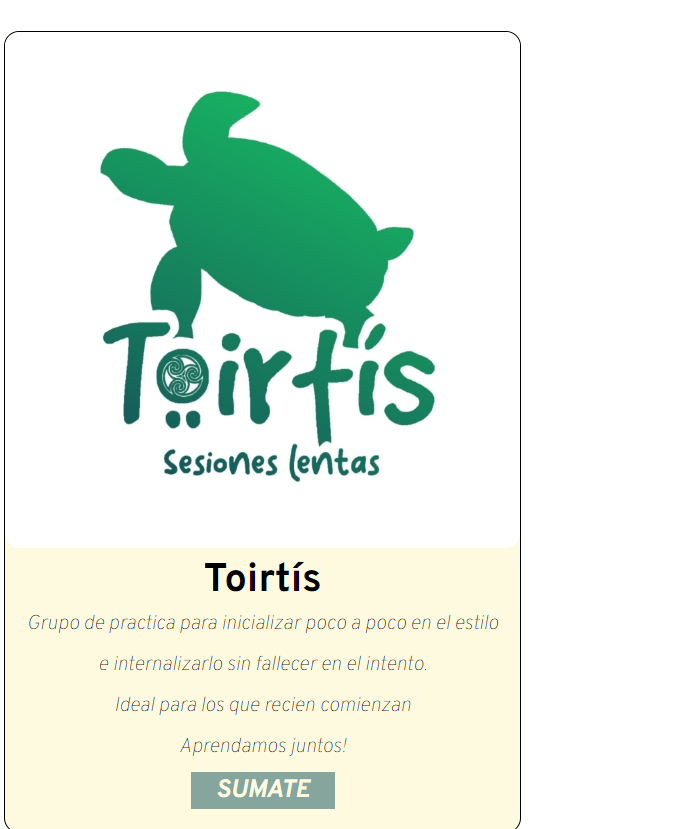 Toirtís
Sesiones lentas
Toirtís
Grupo de practica para inicializar poco a poco en el estilo
e internalizarlo sin fallecer en el intento.
Ideal para los que recien comienzan
Aprendamos juntos!
SUMATE